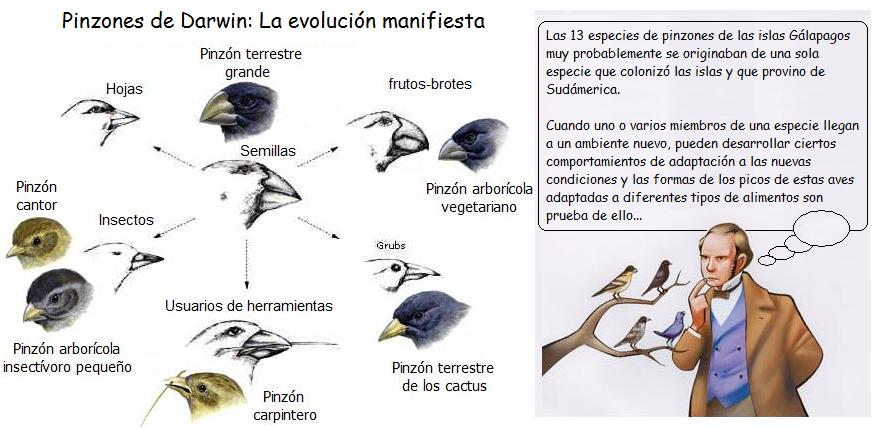 Pinzones de Darwin: La evolución manifiesta
Pinzón terrestre
grande
Hojas
frutos-brotes
Semillas
Pinzón arborícola
vegetariano
Pinzón
cantor
Insectos
Grubs
Usuarios de herramientas
Pinzón arborícola
insectívoro pequeño
Pinzón terrestre
de los cactus
Pinzón
carpintero
Las 13 especies de pinzones de las islas Gálapagos
muy probablemente se originaban de una sola
especie que colonizó las islas y que provino de
Sudámerica.
Cuando uno o varios miembros de una especie llegan
a un ambiente nuevo, pueden desarrollar ciertos
comportamientos de adaptación a las nuevas
condiciones y las formas de los picos de estas aves
adaptadas a diferentes tipos de alimentos son
prueba de ello...